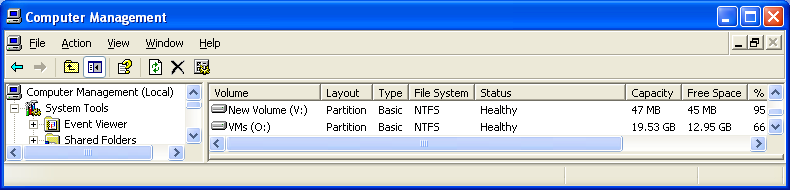 Computer Management
File Action View Window Help
Computer Management (Local)
System Tools
Event Viewer
Shared Folders
Volume Layout Type File System Status Capacity Free Space %
New Volume (V:) Partition Basic NTFS Healthy 47 MB 45 MB 95
VMs (O:) Partition Basic NTFS Healthy 19.53 GB 12.95 GB 66